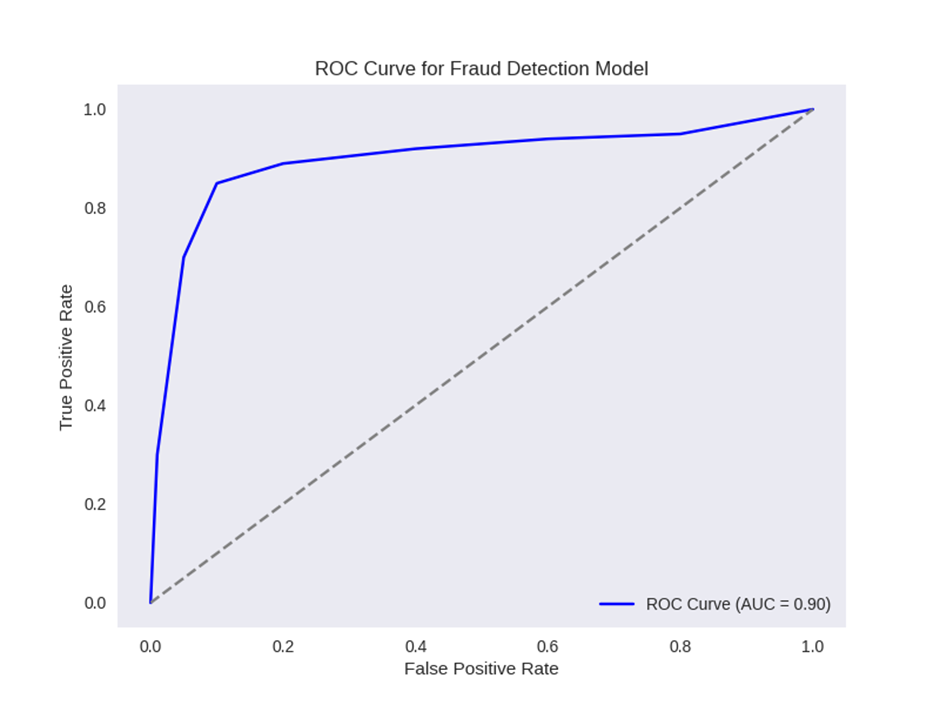 ROC Curve for Fraud Detection Model
True Positive Rate
1.0
0.8
0.6
0.4
0.2
0.0
ROC Curve (AUC = 0.90)
0.0 0.2 0.4 0.6 0.8 1.0
False Positive Rate